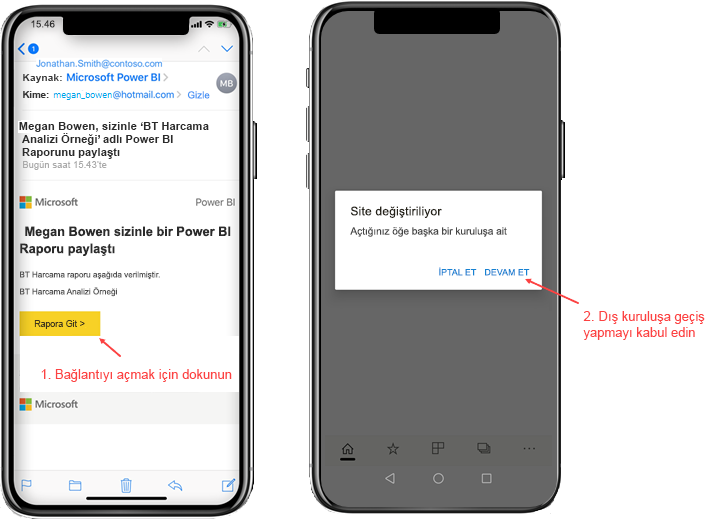 15.46
1
Jonathan.Smith@contoso.com
Kaynak: Microsoft Power BI >
MB
Kime: megan_bowen@hotmail.com > Gizle
Megan Bowen, sizinle ‘BT Harcama
Analizi Örneği’ adlı Power BI
Raporunu paylaştı
Bugün saat 15.43'te
Microsoft
Power BI
Megan Bowen sizinle bir Power BI
Raporu paylaştı
BT Harcama raporu aşağıda verilmiştir.
BT Harcama Analizi Örneği
Rapora Git >
1. Bağlantıyı açmak için dokunun
Microsoft
Site değiştiriliyor
Açtığınız öğe başka bir kuruluşa ait
İPTAL ET DEVAM ET
2. Dış kuruluşa geçiş
yapmayı kabul edin